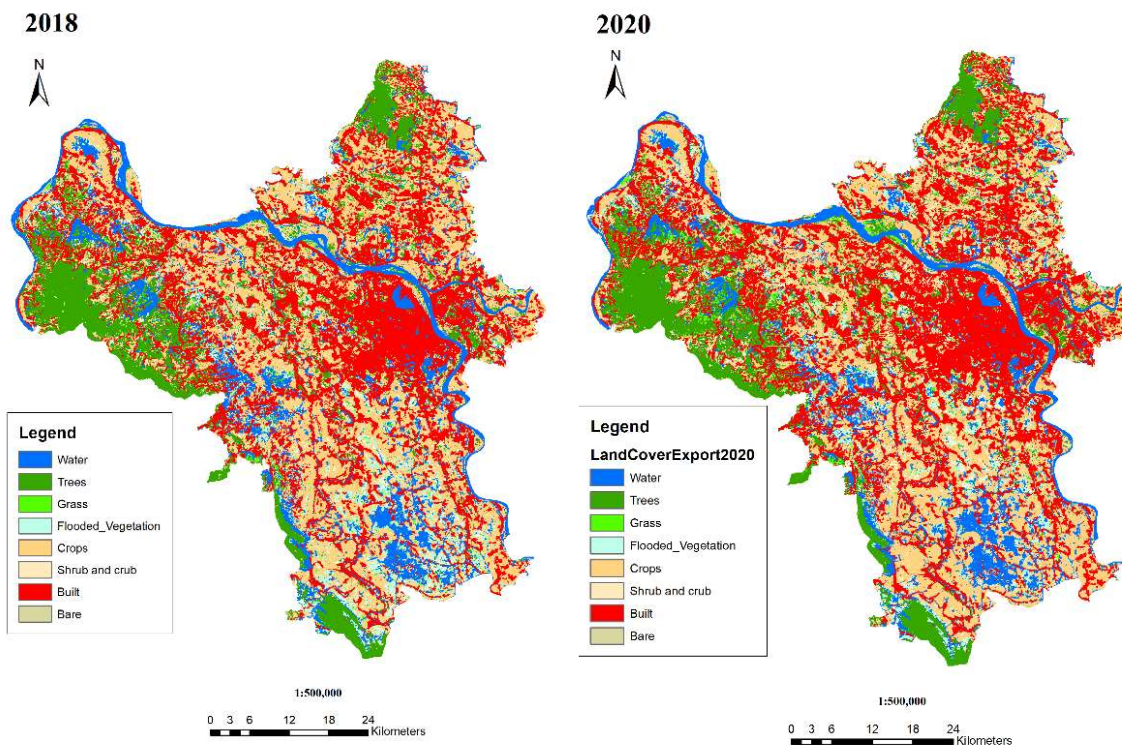 2018
N
Legend
Water
Trees
Grass
Flooded_Vegetation
Crops
Shrub and crub
Built
Bare
1:500,000
0 3 6 12 18 24
Kilometers
2020
N
Legend
LandCoverExport2020
Water
Trees
Grass
Flooded_Vegetation
Crops
Shrub and crub
Built
Bare
1:500,000
0 3 6 12 18 24
Kilometers